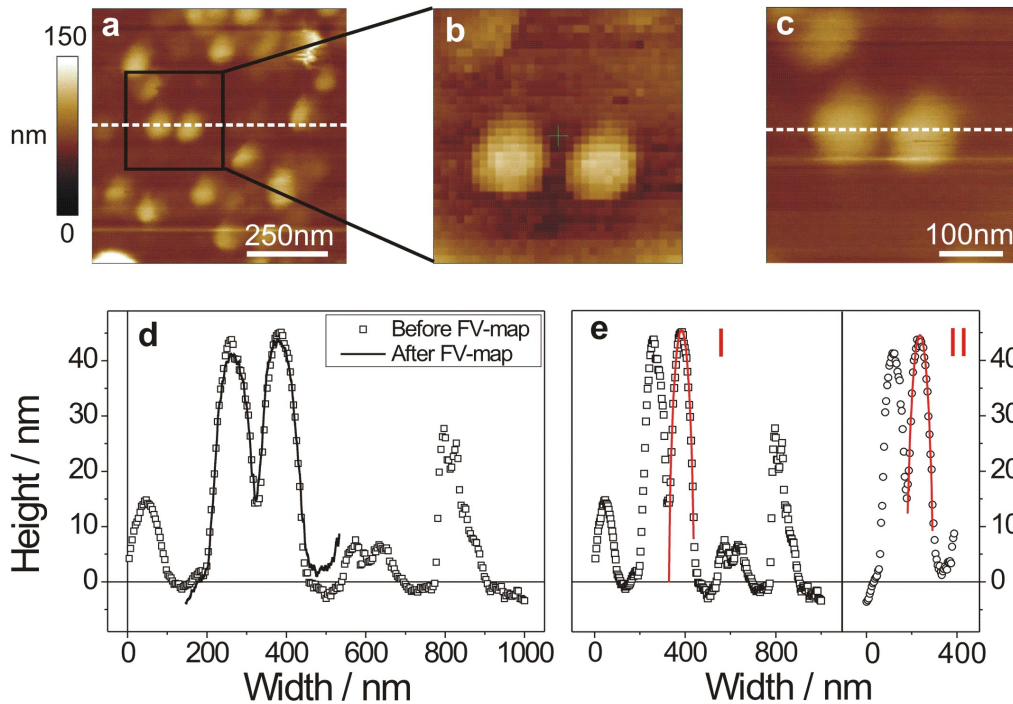 150
nm
0
a
250nm
b
c
100nm
d
Before FV-map
After FV-map
Height / nm
40
30
20
10
0
0 200 400 600 800 1000
Width / nm
e
I
II
40
30
20
10
0
0 400 800
0 200 400
Width / nm